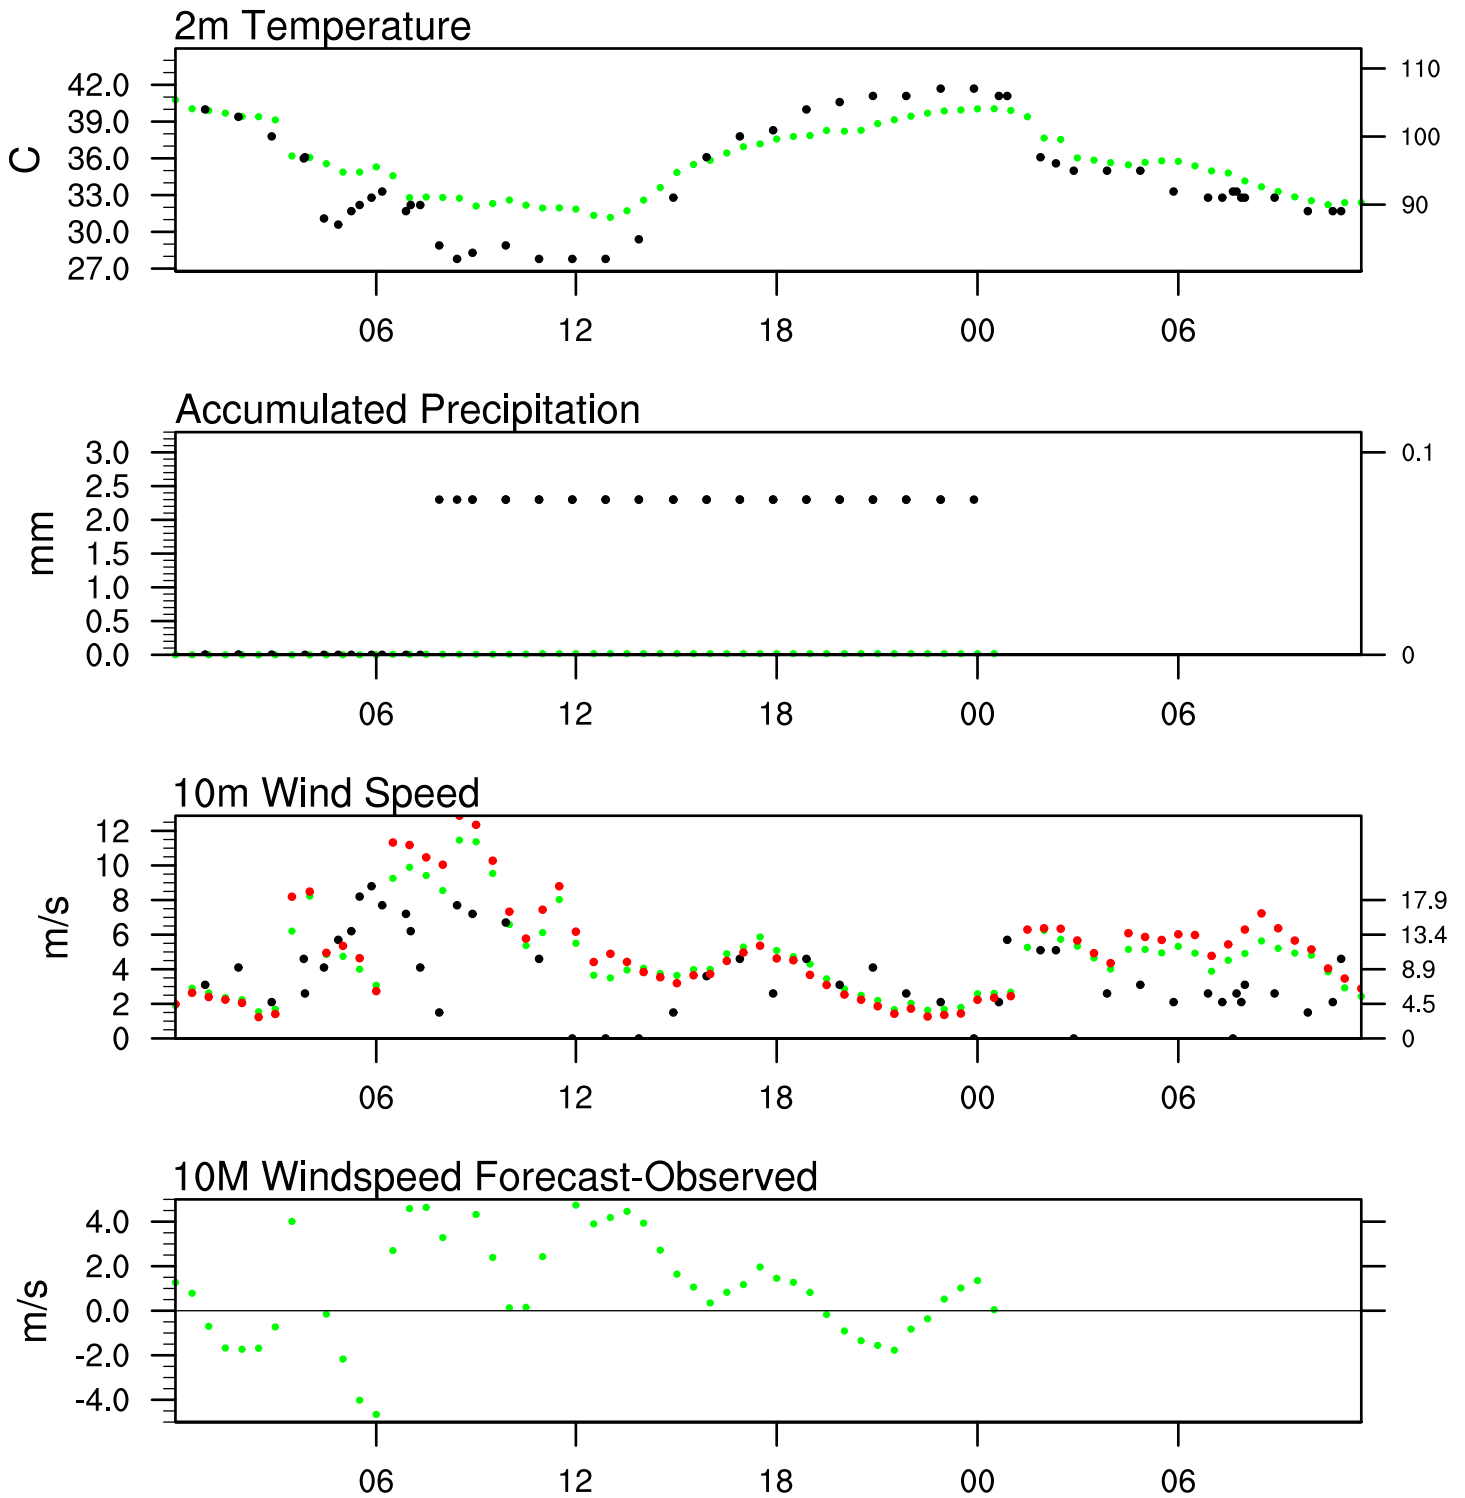 2m Temperature
42.0
39.0
36.0
33.0
30.0
27.0
C
110
100
90
06 12 18 00 06
Accumulated Precipitation
3.0
2.5
2.0
1.5
1.0
0.5
0.0
mm
0.1
0
06 12 18 00 06
10m Wind Speed
12
10
8
6
4
2
0
m/s
17.9
13.4
8.9
4.5
0
06 12 18 00 06
10M Windspeed Forecast-Observed
4.0
2.0
0.0
-2.0
-4.0
m/s
06 12 18 00 06